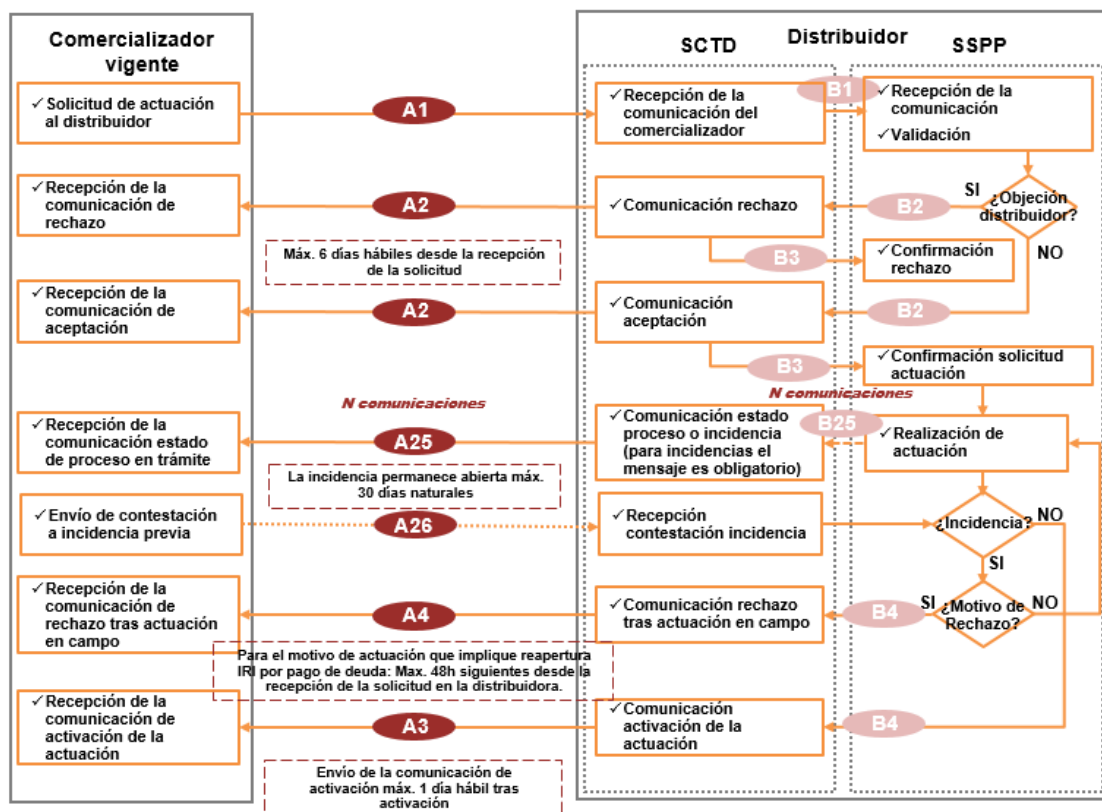 Comercializador
vigente
Distribuidor
SCTD
SSPP
✓ Solicitud de actuación
al distribuidor
A1
✓ Recepción de la
comunicación del
comercializador
B1
✓ Recepción de la
comunicación
✓ Validación
✓ Recepción de la
comunicación de
rechazo
A2
✓ Comunicación rechazo
B2
SI
¿Objeción
distribuidor?
NO
Máx. 6 días hábiles desde la recepción
de la solicitud
B3
✓ Confirmación
rechazo
✓ Recepción de la
comunicación de
aceptación
A2
✓ Comunicación
aceptación
B2
B3
✓ Confirmación solicitud
actuación
N comunicaciones
N comunicaciones
✓ Recepción de la
comunicación estado
de proceso en trámite
A25
✓ Comunicación estado
proceso o incidencia
(para incidencias el
mensaje es obligatorio)
B25
✓ Realización de
actuación
La incidencia permanece abierta máx.
30 días naturales
✓ Envío de contestación
a incidencia previa
A26
✓ Recepción
contestación incidencia
¿Incidencia?
NO
SI
✓ Recepción de la
comunicación de
rechazo tras actuación
en campo
A4
✓ Comunicación rechazo
tras actuación en campo
B4
SI
¿Motivo de
Rechazo?
NO
Para el motivo de actuación que implique reapertura
IRI por pago de deuda: Max. 48h siguientes desde la
recepción de la solicitud en la distribuidora.
✓ Recepción de la
comunicación de
activación de la
actuación
A3
✓ Comunicación
activación de la
actuación
B4
Envío de la comunicación de
activación máx. 1 día hábil tras
activación